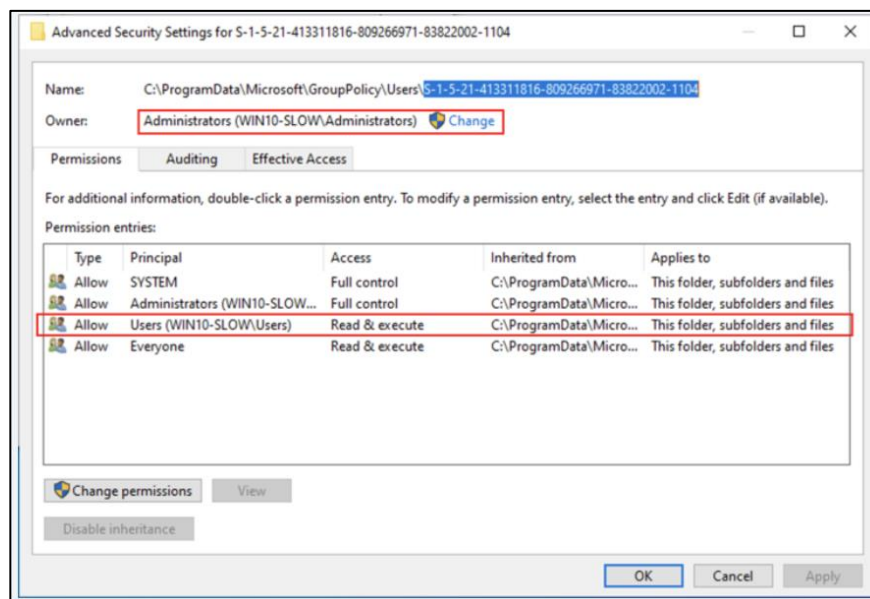 Advanced Security Settings for S-1-5-21-413311816-809266971-83822002-1104
Name: C:\ProgramData\Microsoft\GroupPolicy\Users\S-1-5-21-413311816-809266971-83822002-1104
Owner: Administrators (WIN10-SLOW\Administrators) Change
Permissions Auditing Effective Access
For additional information, double-click a permission entry. To modify a permission entry, select the entry and click Edit (if available).
Permission entries:
Type Principal Access Inherited from Applies to
Allow SYSTEM Full control C:\ProgramData\Micro... This folder, subfolders and files
Allow Administrators (WIN10-SLOW... Full control C:\ProgramData\Micro... This folder, subfolders and files
Allow Users (WIN10-SLOW\Users) Read & execute C:\ProgramData\Micro... This folder, subfolders and files
Allow Everyone Read & execute C:\ProgramData\Micro... This folder, subfolders and files
Change permissions View
Disable inheritance
OK Cancel Apply